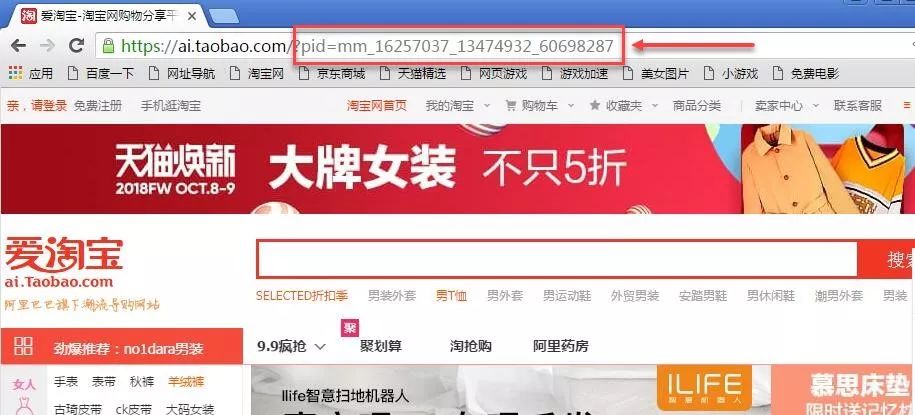 爱淘宝-淘宝网购物分享平
https://ai.taobao.com/?pid=mm_16257037_13474932_60698287
应用 百度一下 网址导航 淘宝网 京东商城 天猫精选 网页游戏 游戏加速 美女图片 小游戏 免费电影
亲，请登录 免费注册 手机逛淘宝 淘宝网首页 我的淘宝 购物车 收藏夹 商品分类 卖家中心 联系客服
天猫焕新
2018FW OCT.8-9
大牌女装 不只5折
爱淘宝
ai.Taobao.com
阿里巴巴旗下潮流导购网站
搜索
SELECTED折扣季 男装外套 男T恤 男外套 男运动鞋 外贸男装 安踏男鞋 男休闲鞋 潮男外套 男装
劲爆推荐：no1dara男装
聚
9.9疯抢 聚划算 淘抢购 阿里药房
女人
手表 表带 秋裤 羊绒裤
古琦皮带 ck皮带 大码女装
Ilife智意扫地机器人
ILIFE
智意机器人
慕思床垫
限时送记忆枕